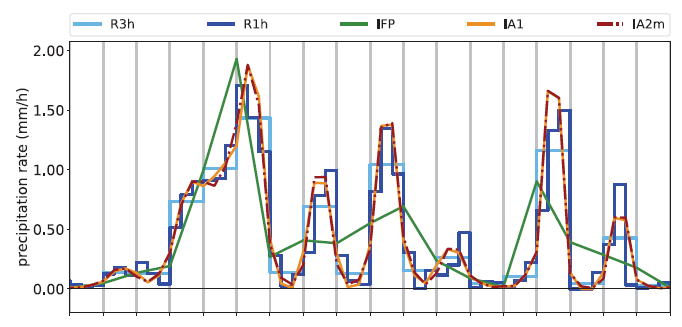 R3h R1h IFP IA1 IA2m
2.00
1.50
1.00
0.50
0.00
precipitation rate (mm/h)